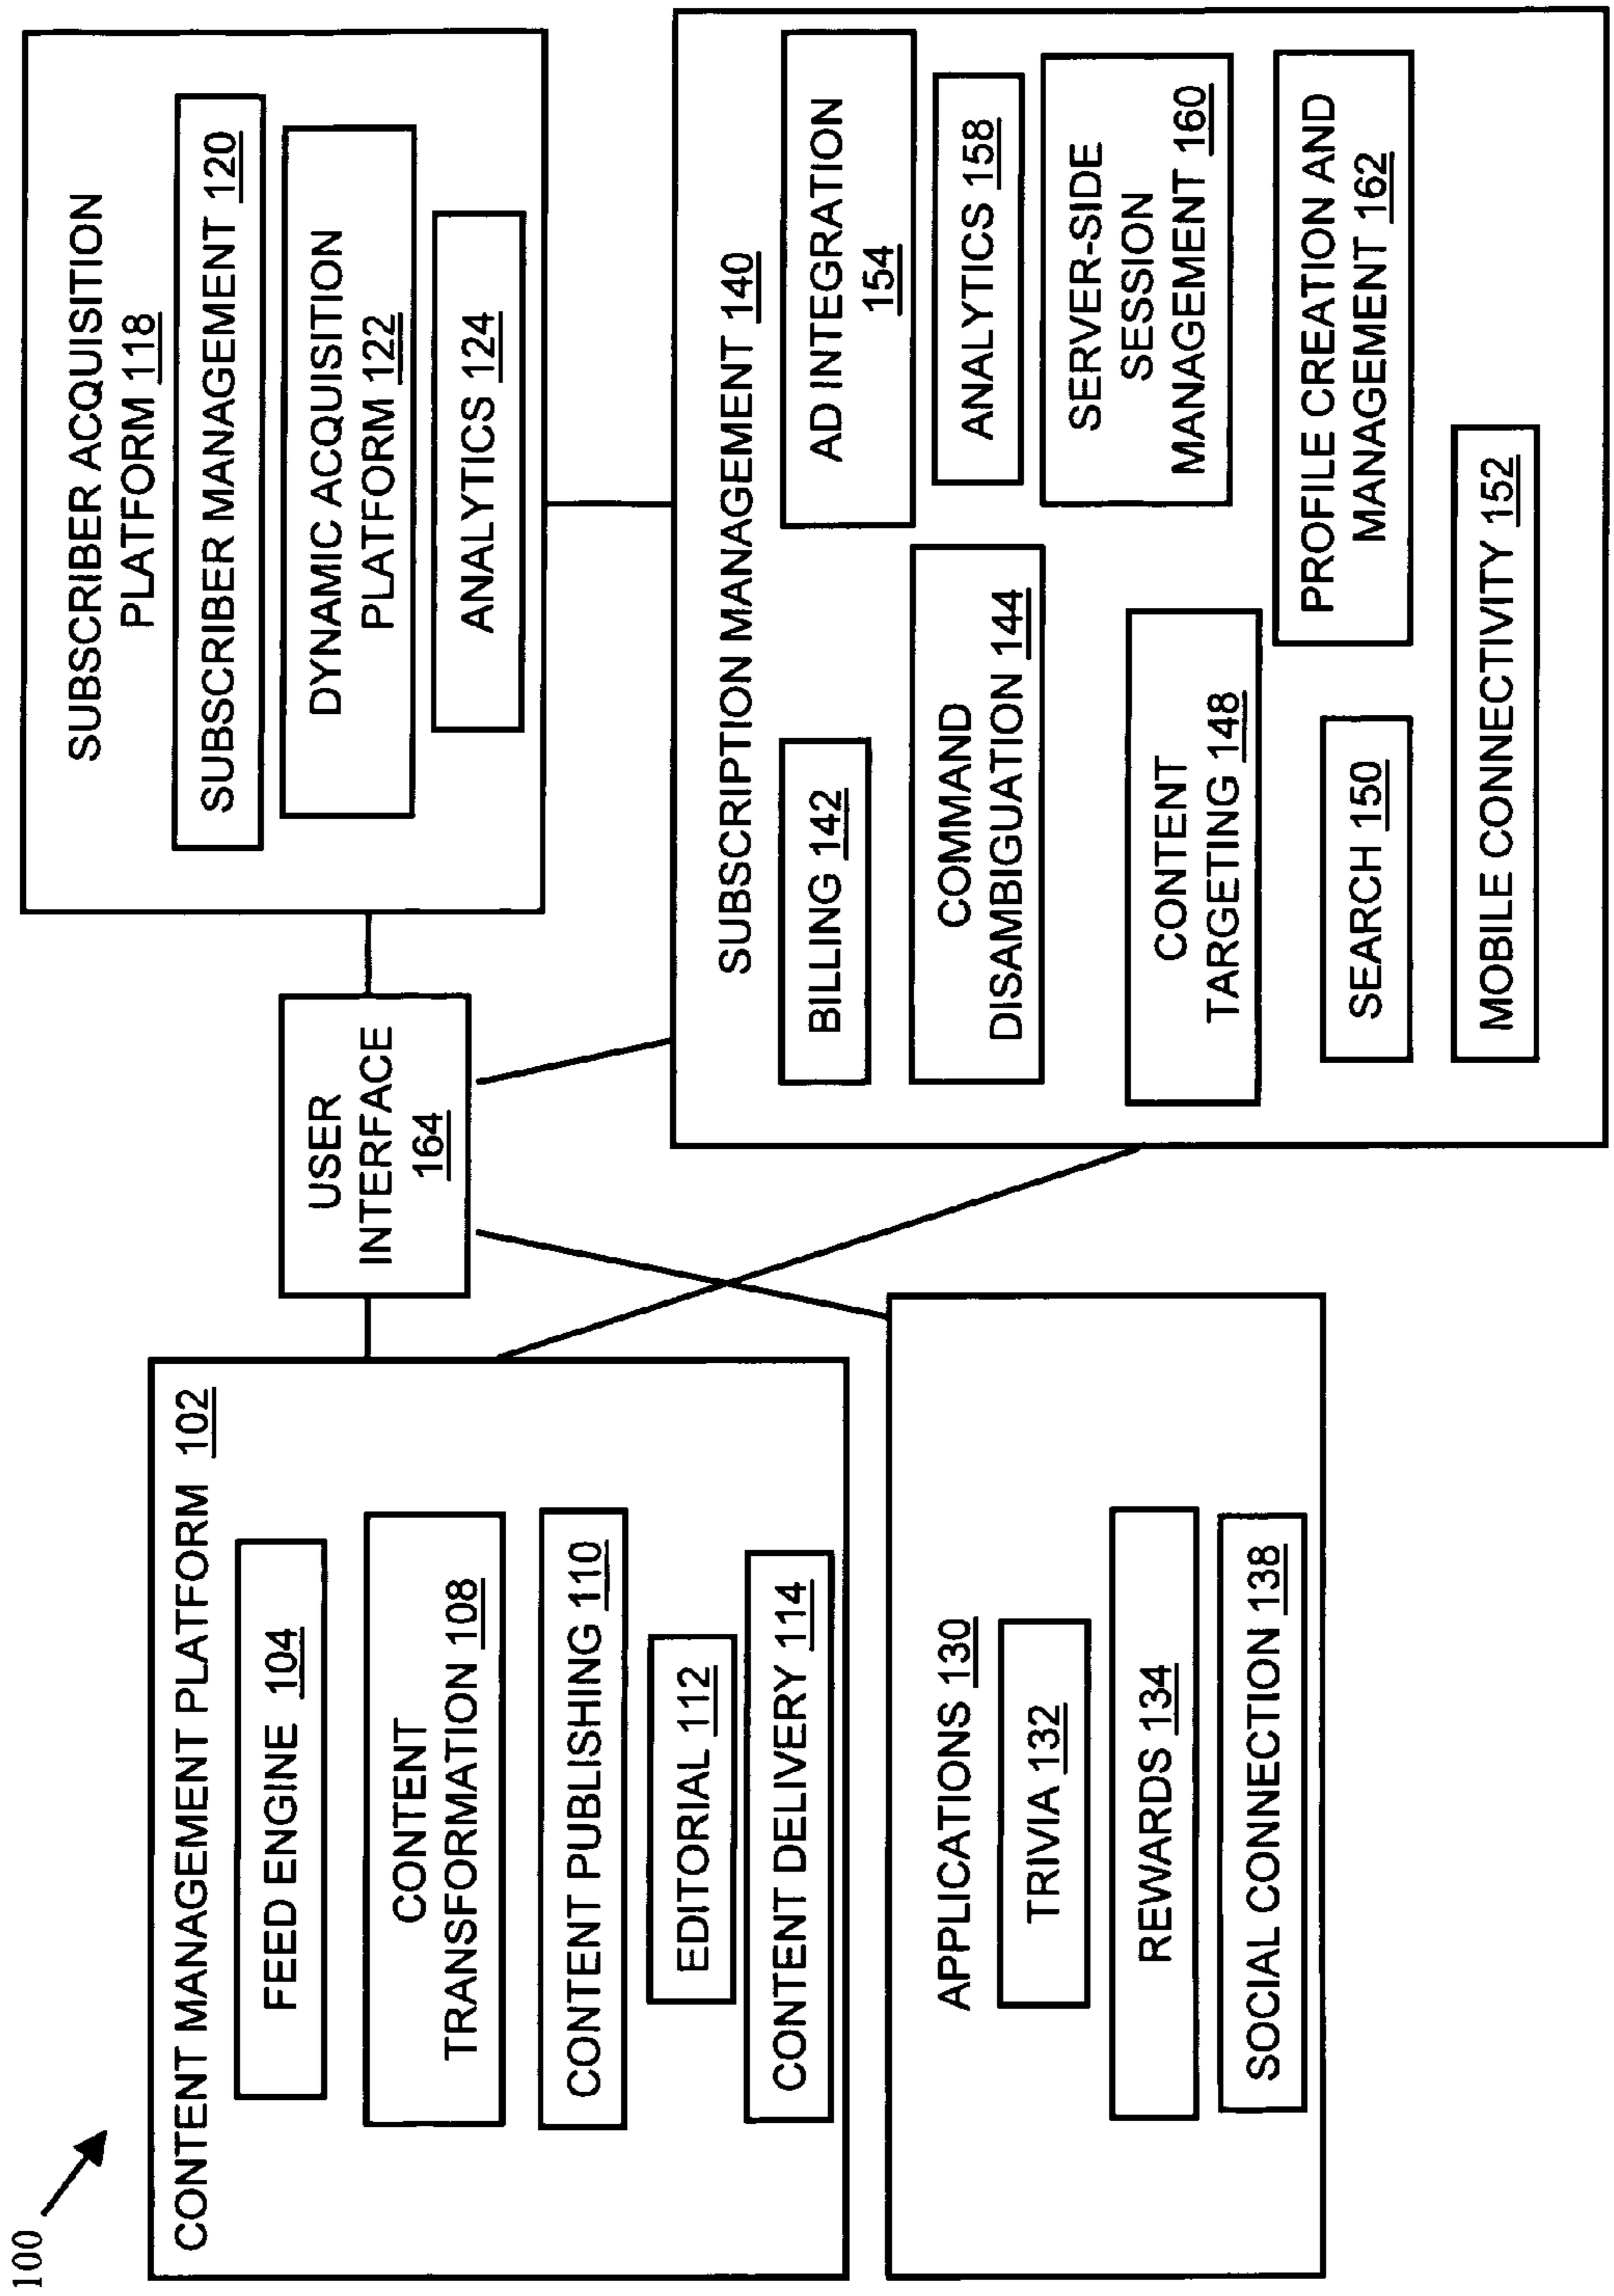 100
CONTENT MANAGEMENT PLATFORM 102
FEED ENGINE 104
CONTENT
TRANSFORMATION 108
CONTENT PUBLISHING 110
EDITORIAL 112
CONTENT DELIVERY 114
APPLICATIONS 130
TRIVIA 132
REWARDS 134
SOCIAL CONNECTION 138
USER
INTERFACE
164
SUBSCRIBER ACQUISITION
PLATFORM 118
SUBSCRIBER MANAGEMENT 120
DYNAMIC ACQUISITION
PLATFORM 122
ANALYTICS 124
SUBSCRIPTION MANAGEMENT 140
BILLING 142
COMMAND
DISAMBIGUATION 144
CONTENT
TARGETING 148
SEARCH 150
MOBILE CONNECTIVITY 152
AD INTEGRATION
154
ANALYTICS 158
SERVER-SIDE
SESSION
MANAGEMENT 160
PROFILE CREATION AND
MANAGEMENT 162